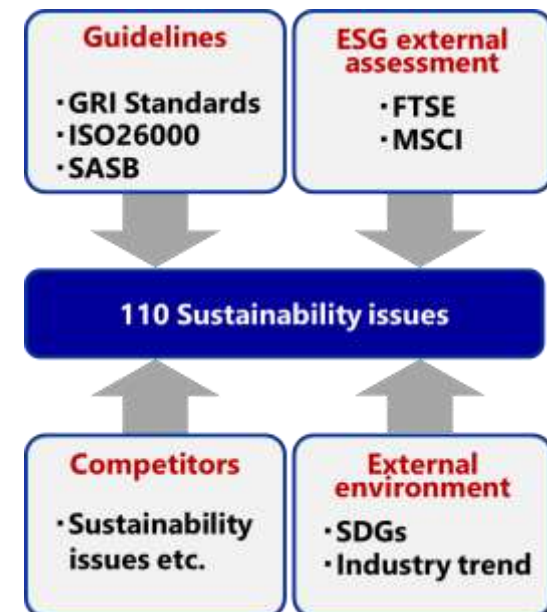 Guidelines
・GRI Standards
・ISO26000
・SASB
ESG external
assessment
・FTSE
・MSCI
110 Sustainability issues
Competitors
・Sustainability
issues etc.
External
environment
・SDGs
・Industry trend